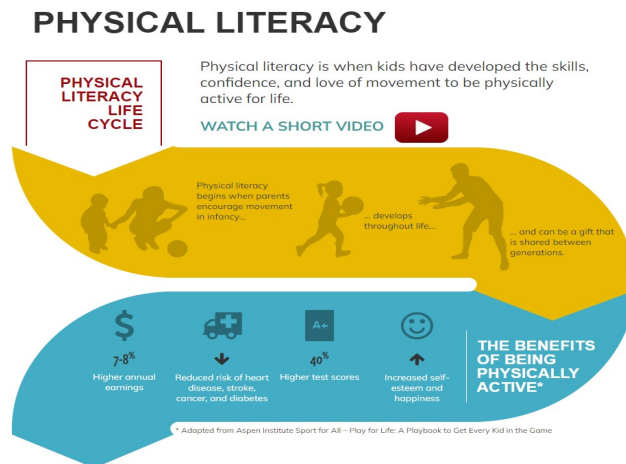 PHYSICAL LITERACY
PHYSICAL
LITERACY
LIFE
CYCLE
Physical literacy is when kids have developed the skills,
confidence, and love of movement to be physically
active for life.
WATCH A SHORT VIDEO
Physical literacy
begins when parents
encourage movement
in infancy...
... develops
throughout life...
... and can be a gift that
is shared between
generations.
$
7-8%
Higher annual
earnings
Reduced risk of heart
disease, stroke,
cancer, and diabetes
A+
40%
Higher test scores
Increased self-
esteem and
happiness
THE BENEFITS
OF BEING
PHYSICALLY
ACTIVE*
* Adapted from Aspen Institute Sport for All – Play for Life: A Playbook to Get Every Kid in the Game